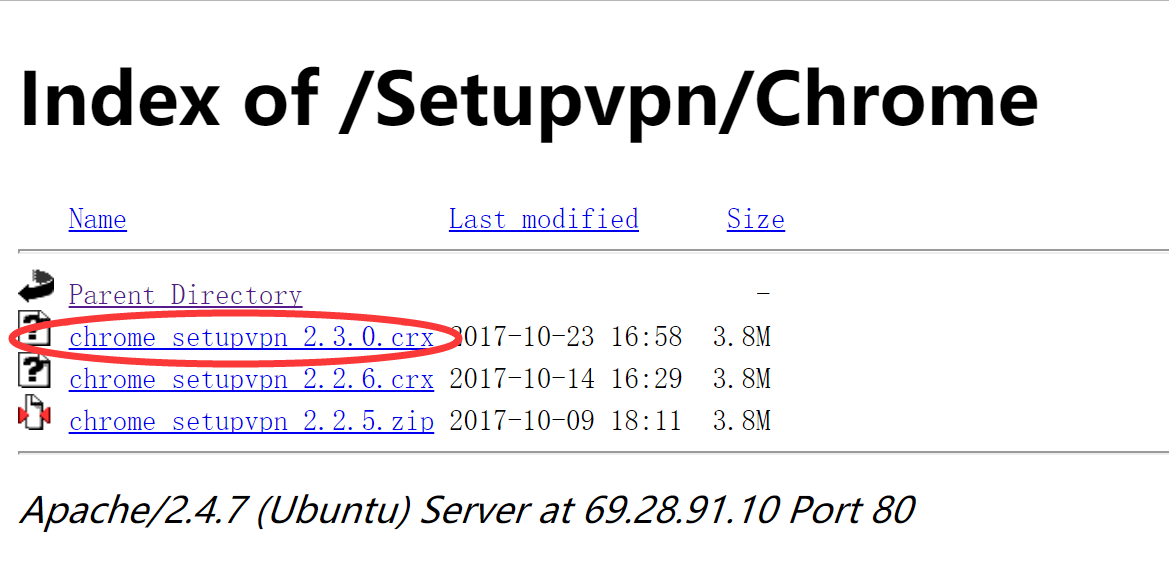 Index of /Setupvpn/Chrome
Name Last modified Size
Parent Directory -
chrome_setupvpn_2.3.0.crx 2017-10-23 16:58 3.8M
chrome_setupvpn_2.2.6.crx 2017-10-14 16:29 3.8M
chrome_setupvpn_2.2.5.zip 2017-10-09 18:11 3.8M
Apache/2.4.7 (Ubuntu) Server at 69.28.91.10 Port 80